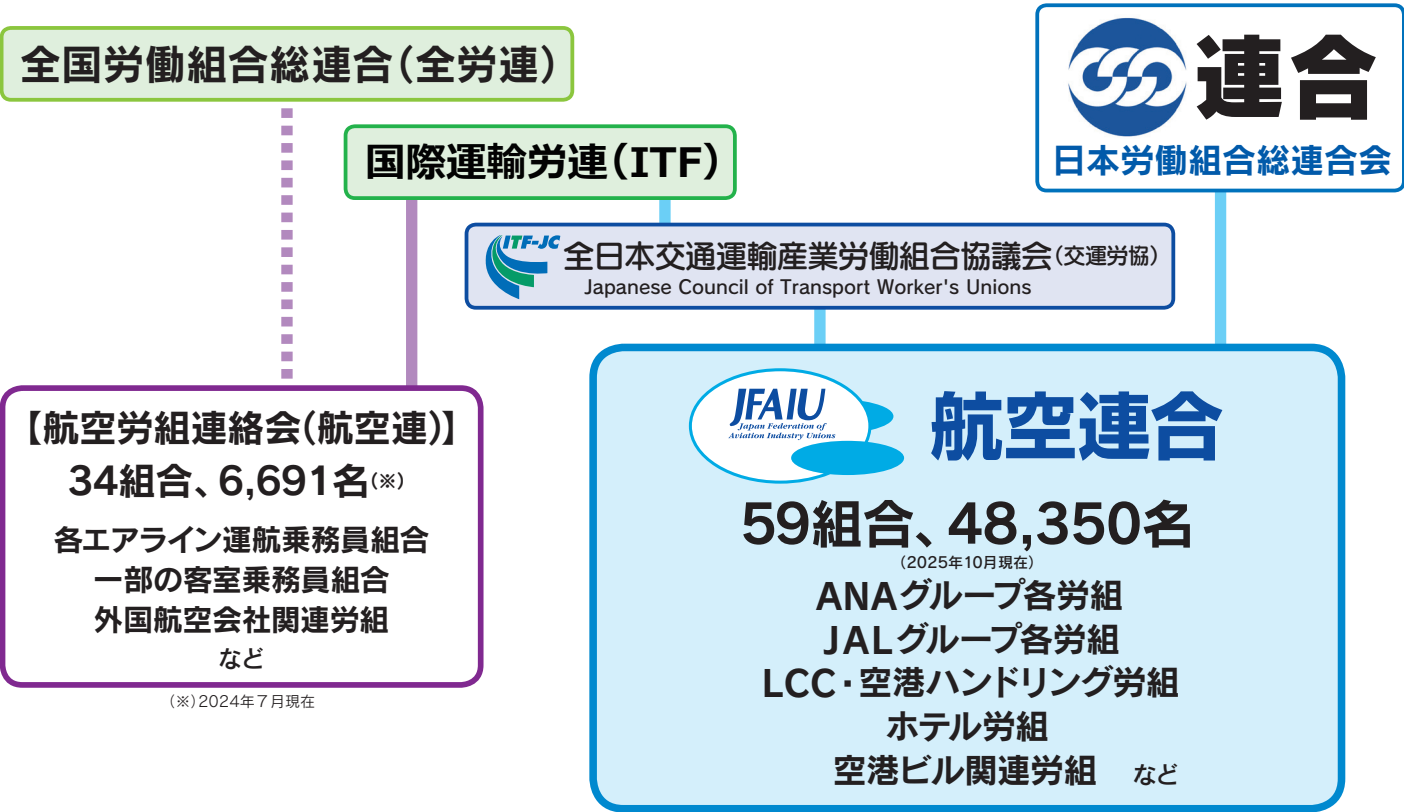 全国労働組合総連合(全労連)
連合
日本労働組合総連合会
国際運輸労連(ITF)
ITF-JC
全日本交通運輸産業労働組合協議会(交運労協)
Japanese Council of Transport Worker's Unions
【航空労組連絡会(航空連)】
34組合、6,691名(※)
各エアライン運航乗務員組合
一部の客室乗務員組合
外国航空会社関連労組
など
(※)2024年7月現在
JFAIU
Japan Federation of
Aviation Industry Unions
航空連合
59組合、48,350名
(2025年10月現在)
ANAグループ各労組
JALグループ各労組
LCC・空港ハンドリング労組
ホテル労組
空港ビル関連労組 など